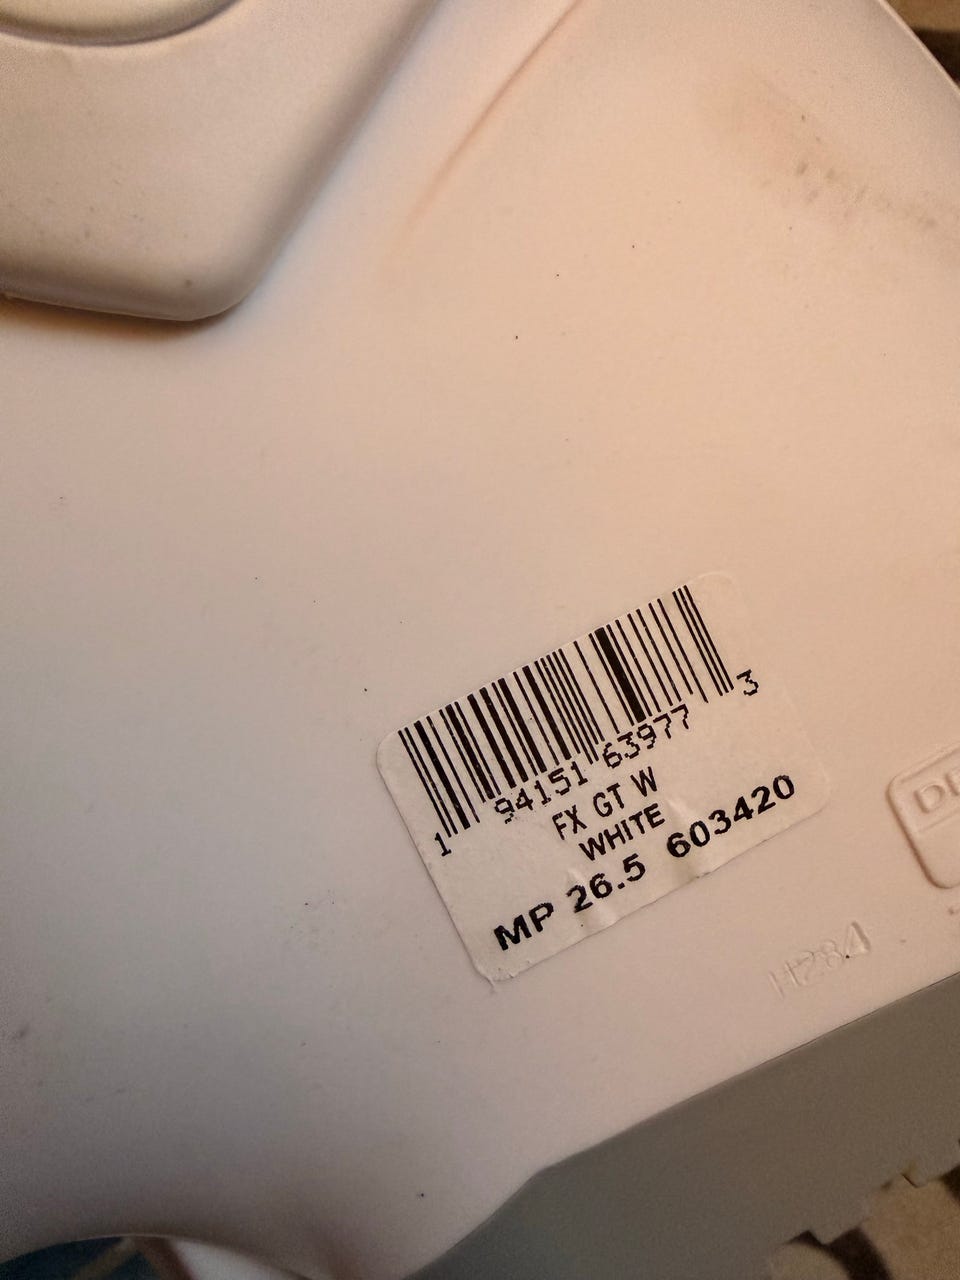 1 94151 63977 3
FX GT W
WHITE
MP 26.5 603420
H284